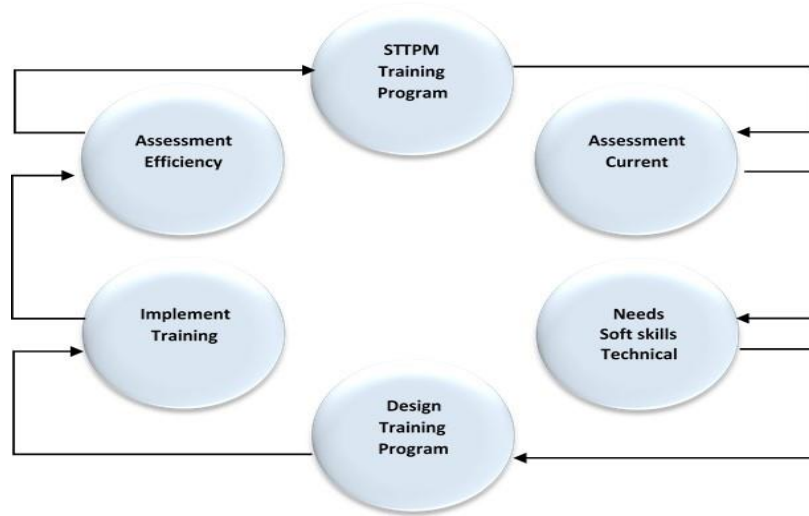 STTPM
Training
Program
Assessment
Current
Needs
Soft skills
Technical
Design
Training
Program
Implement
Training
Assessment
Efficiency